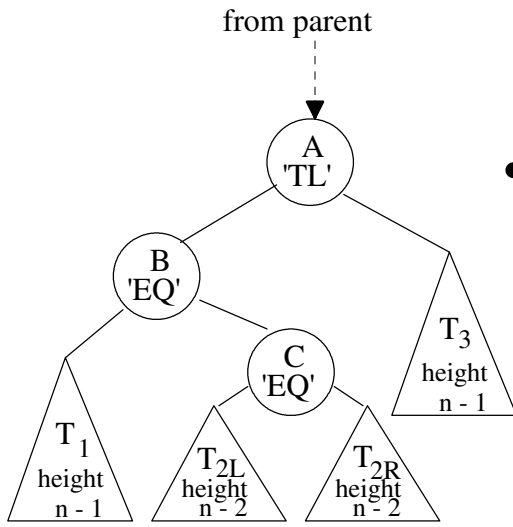 from parent
A
'TL'
B
'EQ'
C
'EQ'
T3
height
n - 1
T1
height
n - 1
T2L
height
n - 2
T2R
height
n - 2